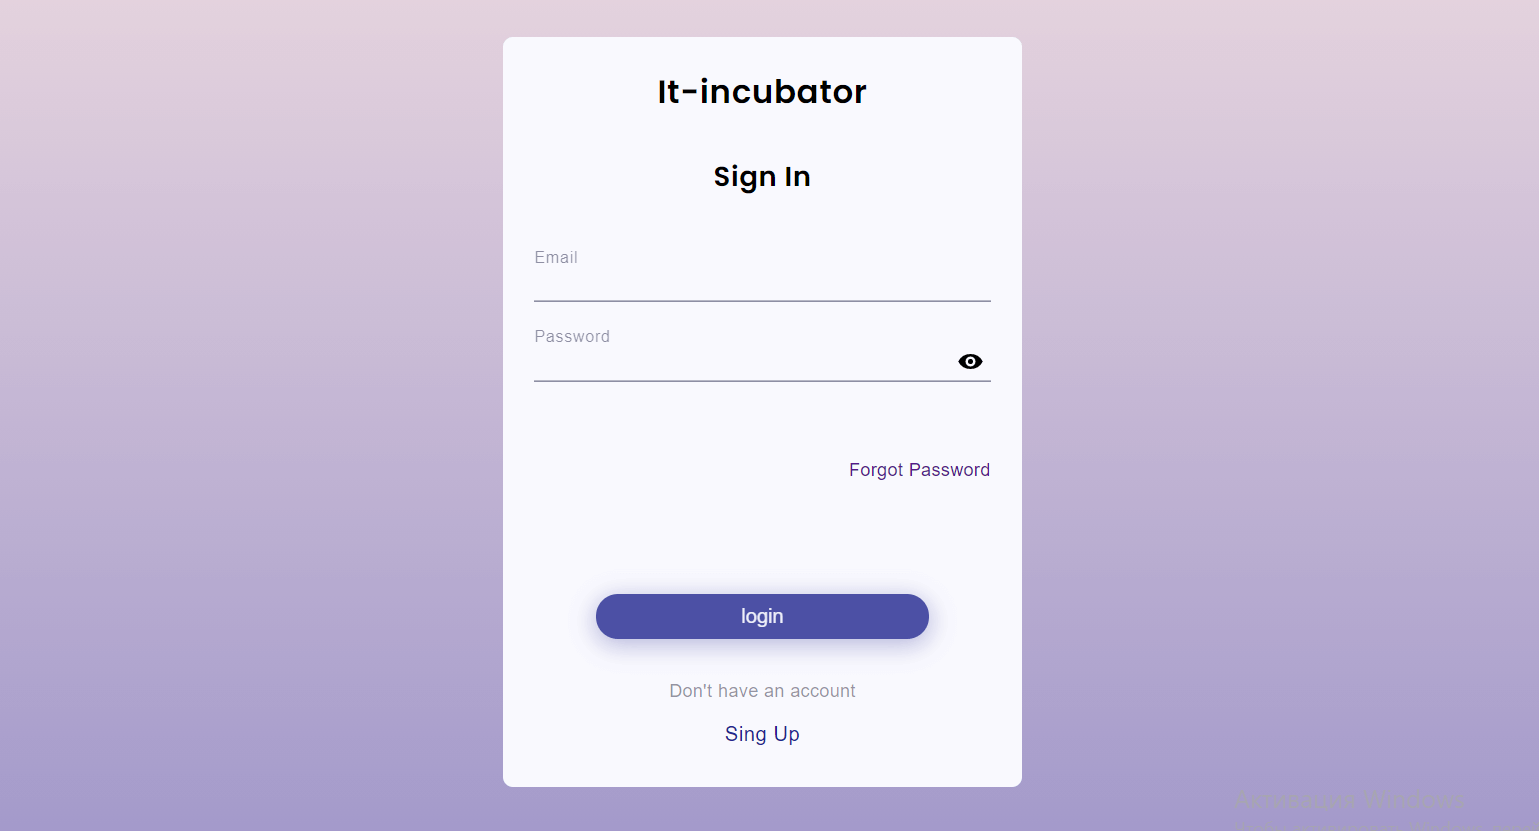 It-incubator
Sign In
Email
Password
Forgot Password
login
Don't have an account
Sing Up
Активация Windows